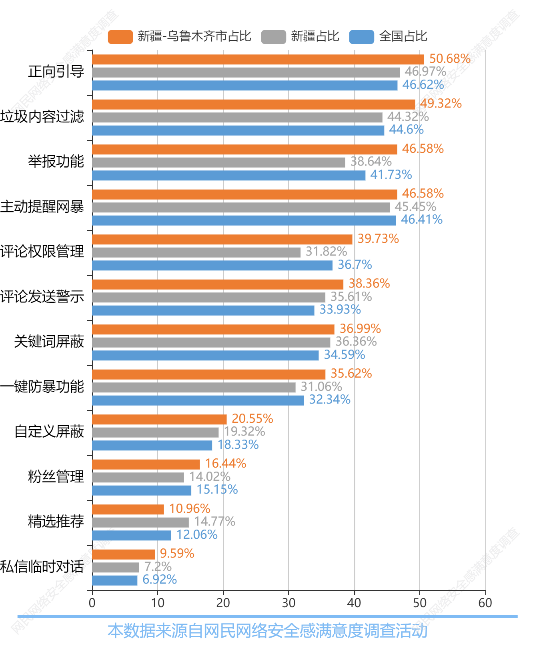 新疆-乌鲁木齐市占比 新疆占比 全国占比
正向引导 50.68% 46.97% 46.62%
垃圾内容过滤 49.32% 44.32% 44.6%
举报功能 46.58% 38.64% 41.73%
主动提醒网暴 46.58% 45.45% 46.41%
评论权限管理 39.73% 31.82% 36.7%
评论发送警示 38.36% 35.61% 33.93%
关键词屏蔽 36.99% 36.36% 34.59%
一键防暴功能 35.62% 31.06% 32.34%
自定义屏蔽 20.55% 19.32% 18.33%
粉丝管理 16.44% 14.02% 15.15%
精选推荐 10.96% 14.77% 12.06%
私信临时对话 9.59% 7.2% 6.92%
0 10 20 30 40 50 60
本数据来源自网民网络安全感满意度调查活动